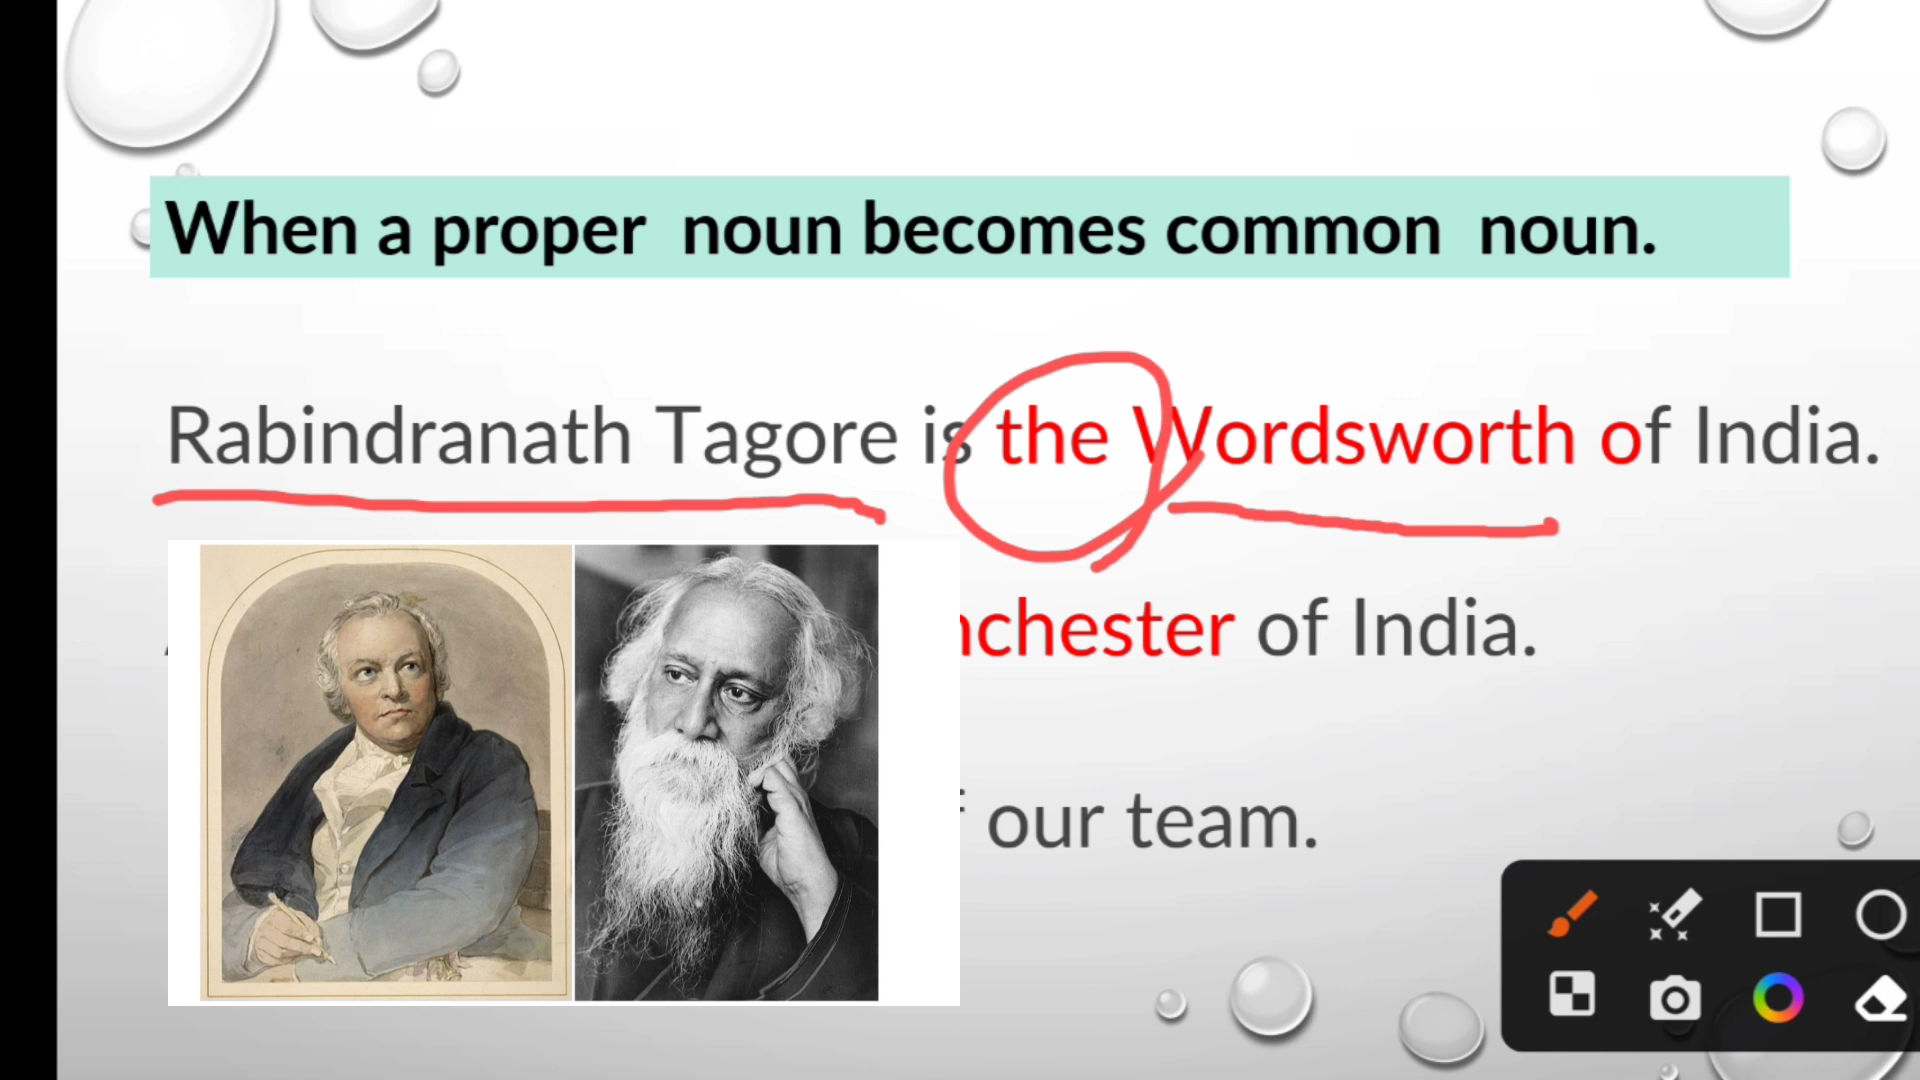 When a proper noun becomes common noun.
Rabindranath Tagore is the Wordsworth of India.
nchester of India.
our team.